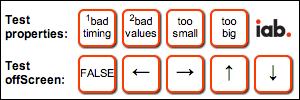 Test properties: ¹bad timing ²bad values too small too big iab.
Test offScreen: FALSE ← → ↑ ↓